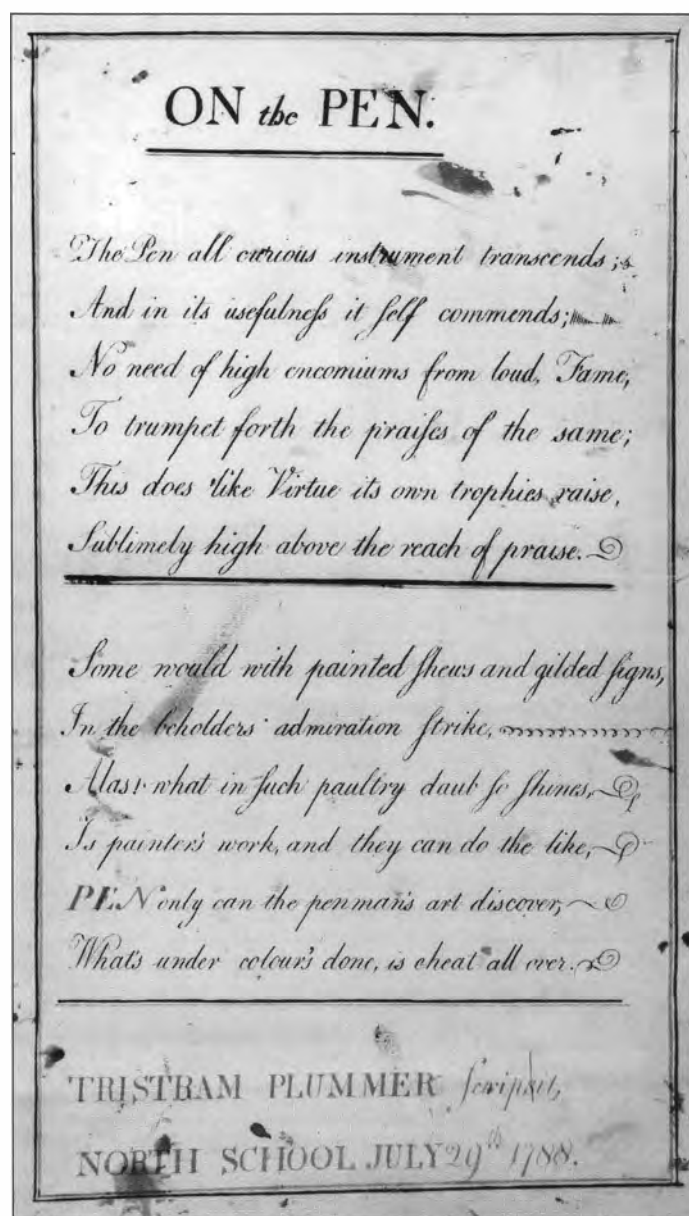 ON the PEN.
The Pen all curious instrument transcends;
And in its usefulneſs it ſelf commends;
No need of high encomiums from loud, Fame,
To trumpet forth the praiſes of the same;
This does like Virtue its own trophies raise,
Sublimely high above the reach of praise.
Some would with painted ſhews and gilded ſigns,
In the beholders admiration ſtrike,
Alas! what in ſuch paultry daub ſo ſhines,
Is painter's work, and they can do the like,
PEN only can the penman's art discover,
What's under colour's done, is cheat all over.
TRISTRAM PLUMMER ſcripsit,
NORTH SCHOOL JULY 29th 1788.